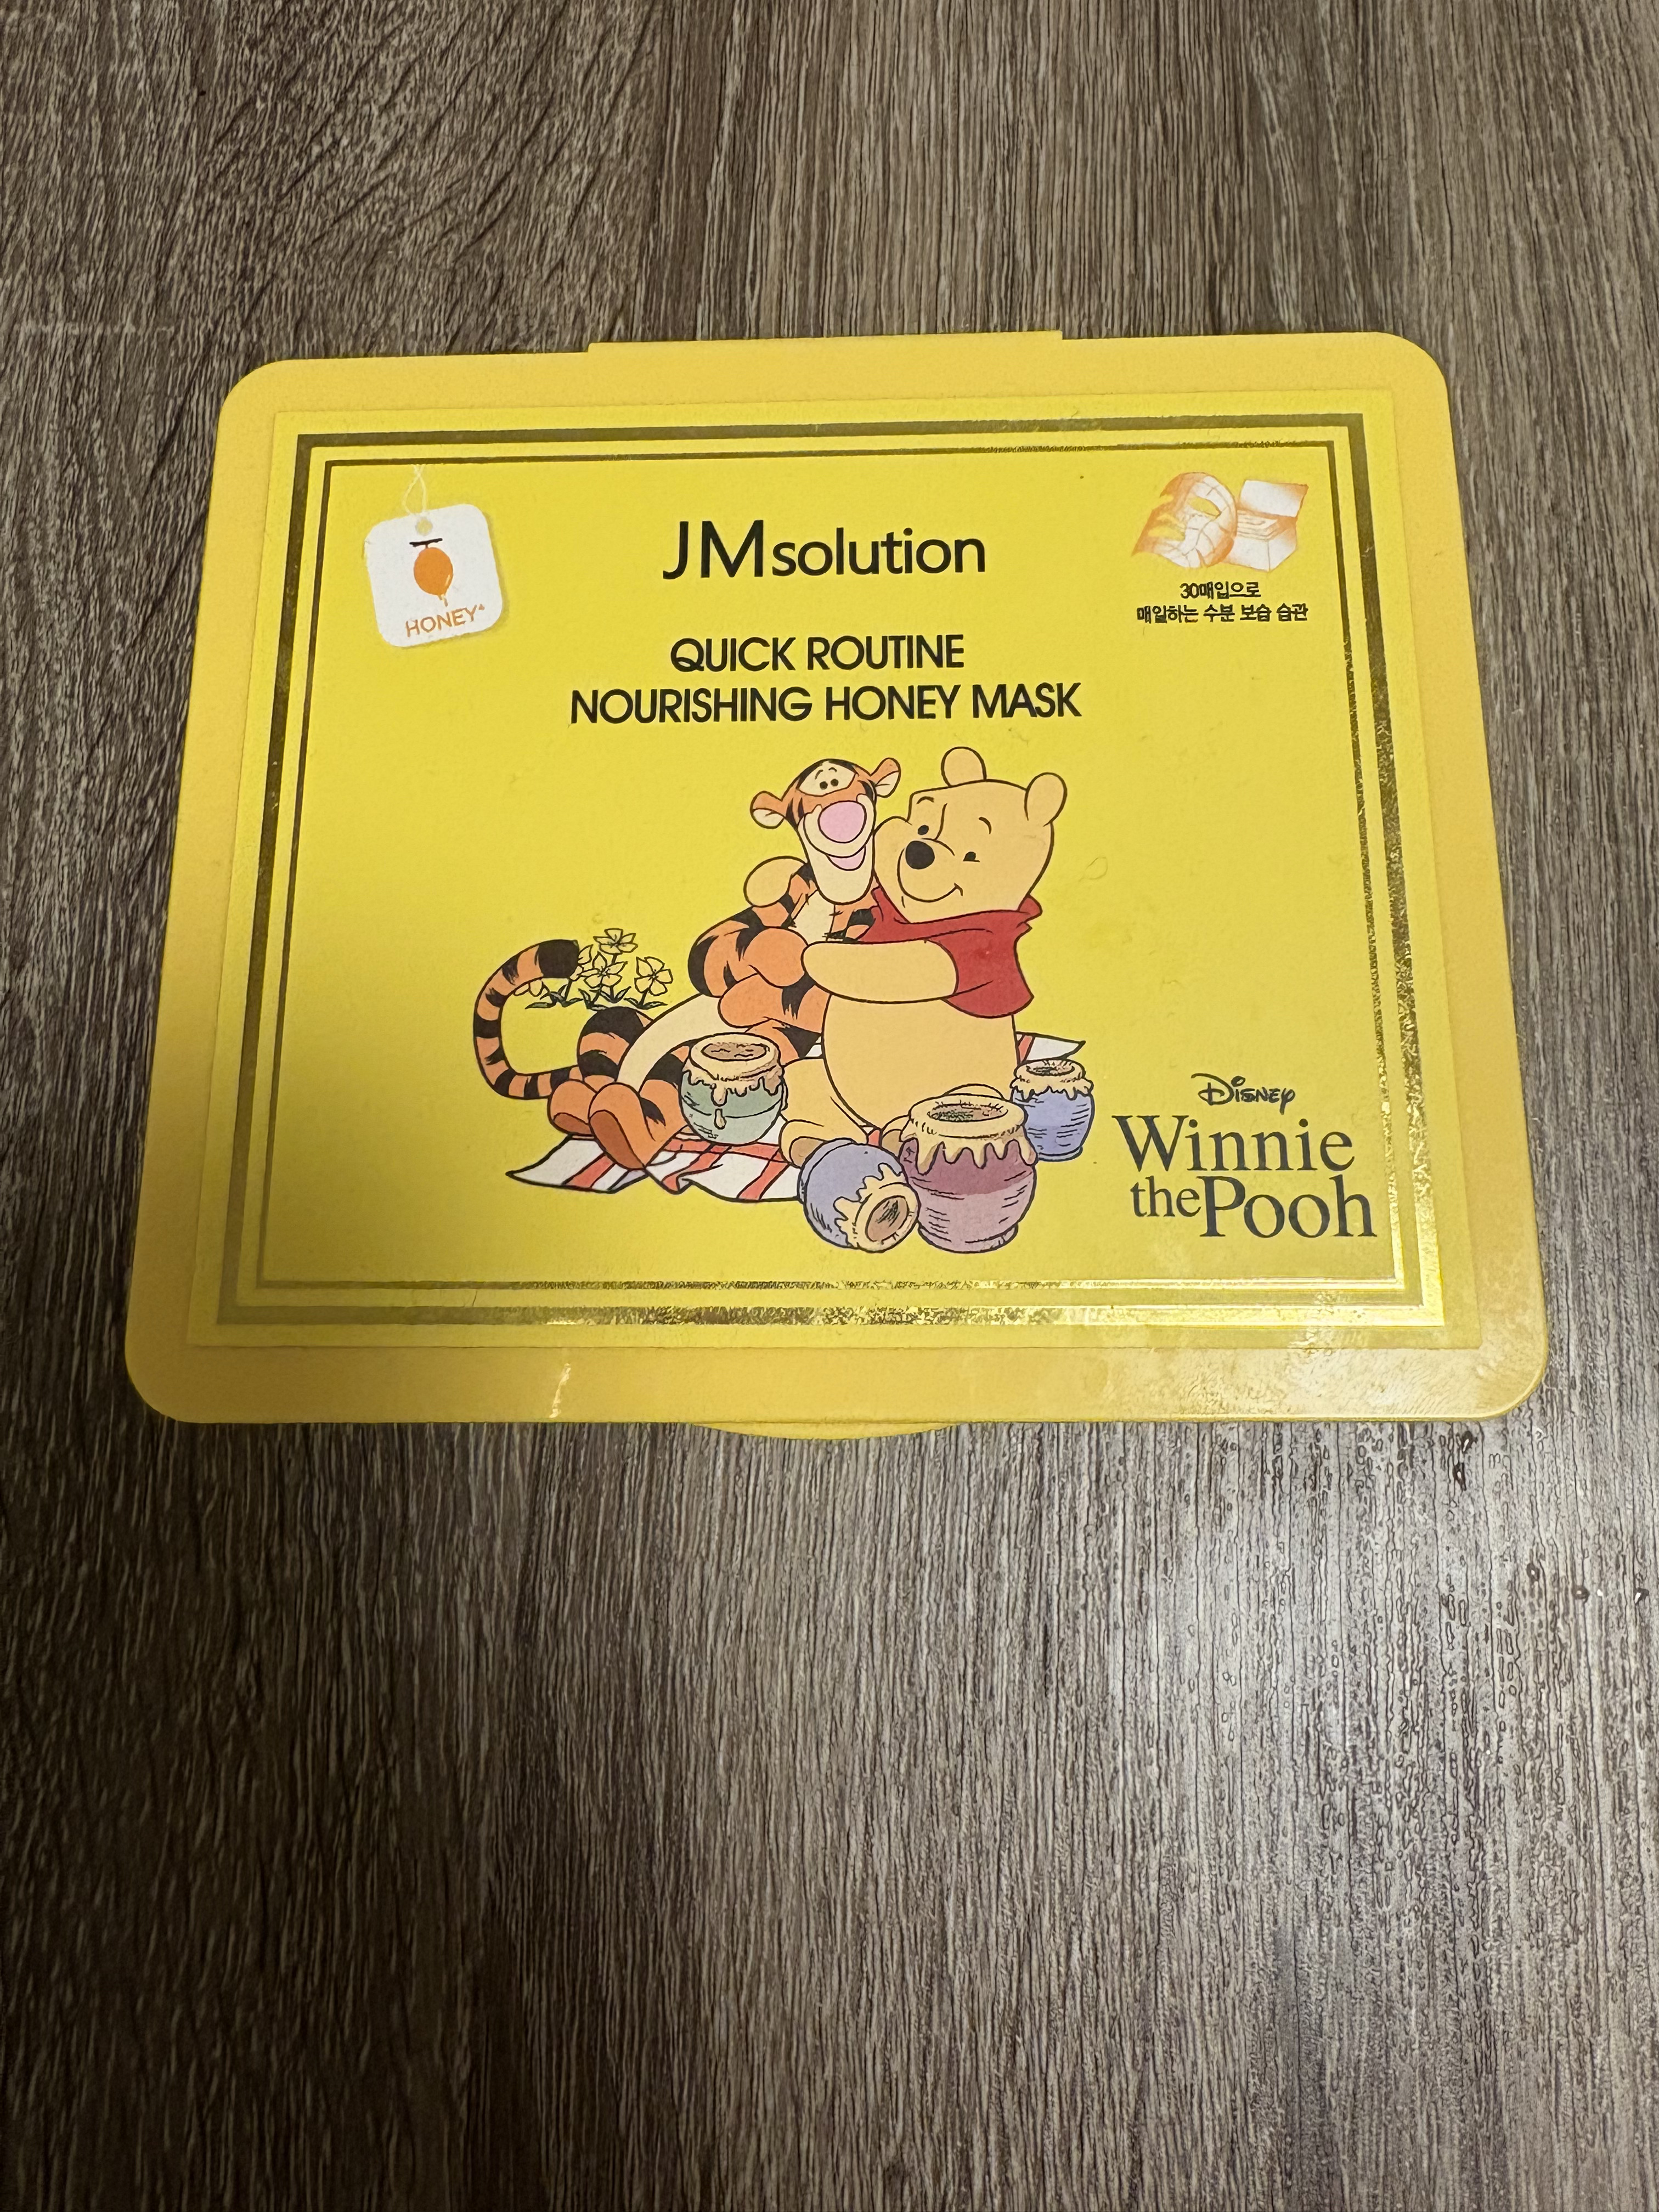 HONEY
JMsolution
30매입으로
매일하는 수분 보습 습관
QUICK ROUTINE
NOURISHING HONEY MASK
Disney
Winnie
the Pooh